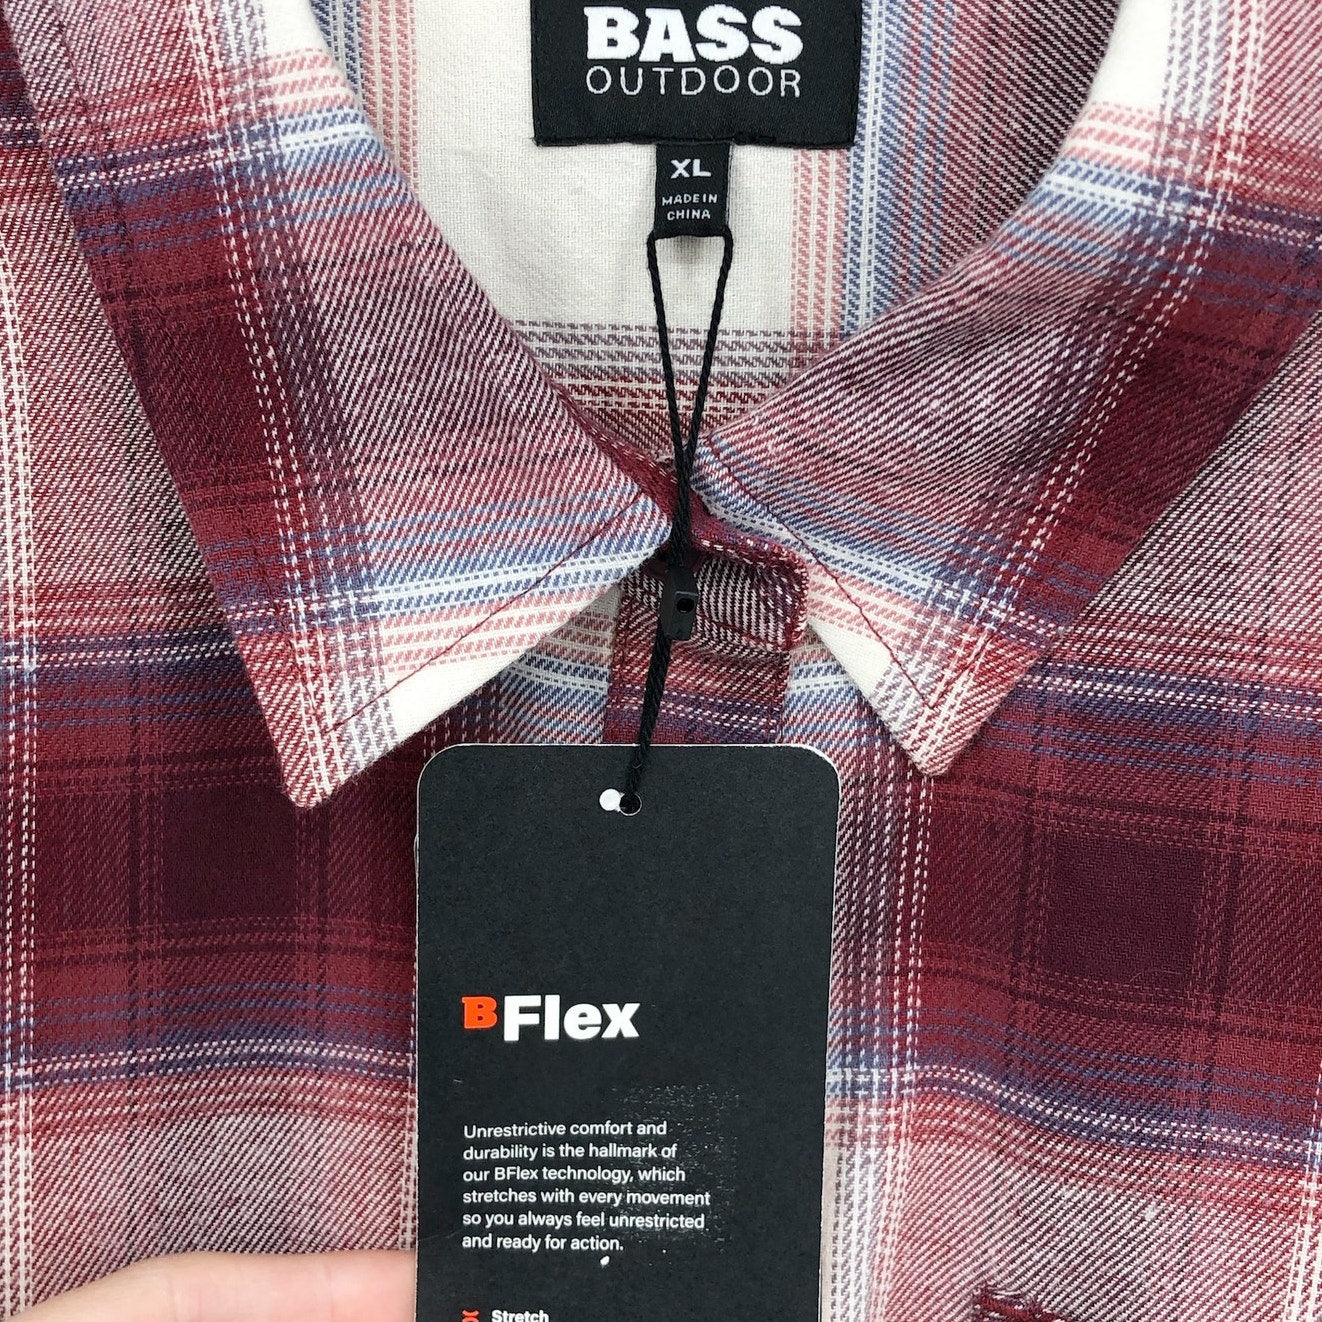 BASS
OUTDOOR
XL
MADE IN
CHINA
BFlex
Unrestrictive comfort and
durability is the hallmark of
our BFlex technology, which
stretches with every movement
so you always feel unrestricted
and ready for action.
Stretch